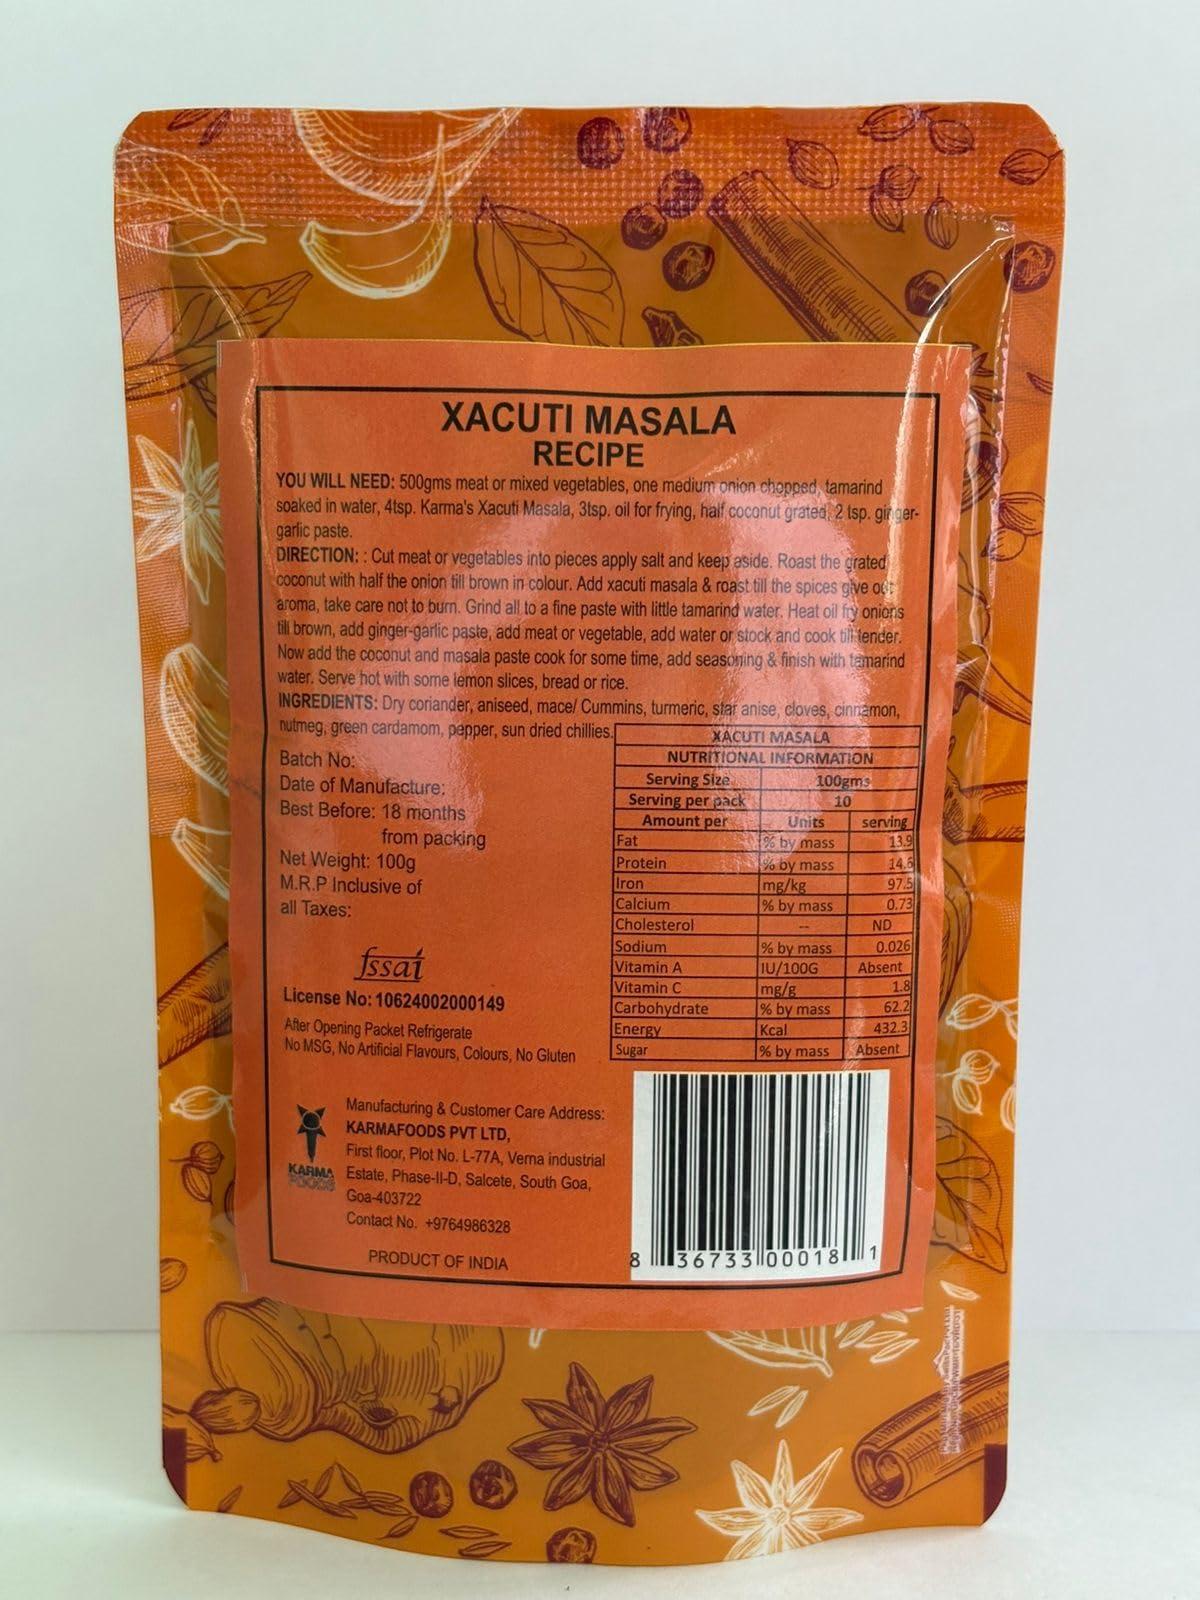 XACUTI MASALA
RECIPE
YOU WILL NEED: 500gms meat or mixed vegetables, one medium onion chopped, tamarind
soaked in water, 4tsp. Karma's Xacuti Masala, 3tsp. oil for frying, half coconut grated, 2 tsp. ginger-
garlic paste.
DIRECTION: : Cut meat or vegetables into pieces apply salt and keep aside. Roast the grated
coconut with half the onion till brown in colour. Add xacuti masala & roast till the spices give out
aroma, take care not to burn. Grind all to a fine paste with little tamarind water. Heat oil fry onions
till brown, add ginger-garlic paste, add meat or vegetable, add water or stock and cook till tender.
Now add the coconut and masala paste cook for some time, add seasoning & finish with tamarind
water. Serve hot with some lemon slices, bread or rice.
INGREDIENTS: Dry coriander, aniseed, mace/ Cummins, turmeric, star anise, cloves, cinnamon,
nutmeg, green cardamom, pepper, sun dried chillies.
Batch No:
Date of Manufacture:
Best Before: 18 months
from packing
Net Weight: 100g
M.R.P Inclusive of
all Taxes:
fssai
License No: 10624002000149
After Opening Packet Refrigerate
No MSG, No Artificial Flavours, Colours, No Gluten
XACUTI MASALA
NUTRITIONAL INFORMATION
Serving Size 100gms
Serving per pack 10
Amount per Units serving
Fat % by mass 13.9
Protein % by mass 14.6
Iron mg/kg 97.5
Calcium % by mass 0.73
Cholesterol -- ND
Sodium % by mass 0.026
Vitamin A IU/100G Absent
Vitamin C mg/g 1.8
Carbohydrate % by mass 62.2
Energy Kcal 432.3
Sugar % by mass Absent
KARMA
FOODS
Manufacturing & Customer Care Address:
KARMAFOODS PVT LTD,
First floor, Plot No. L-77A, Verna industrial
Estate, Phase-II-D, Salcete, South Goa,
Goa-403722
Contact No. +9764986328
PRODUCT OF INDIA
8 36733 00018 1